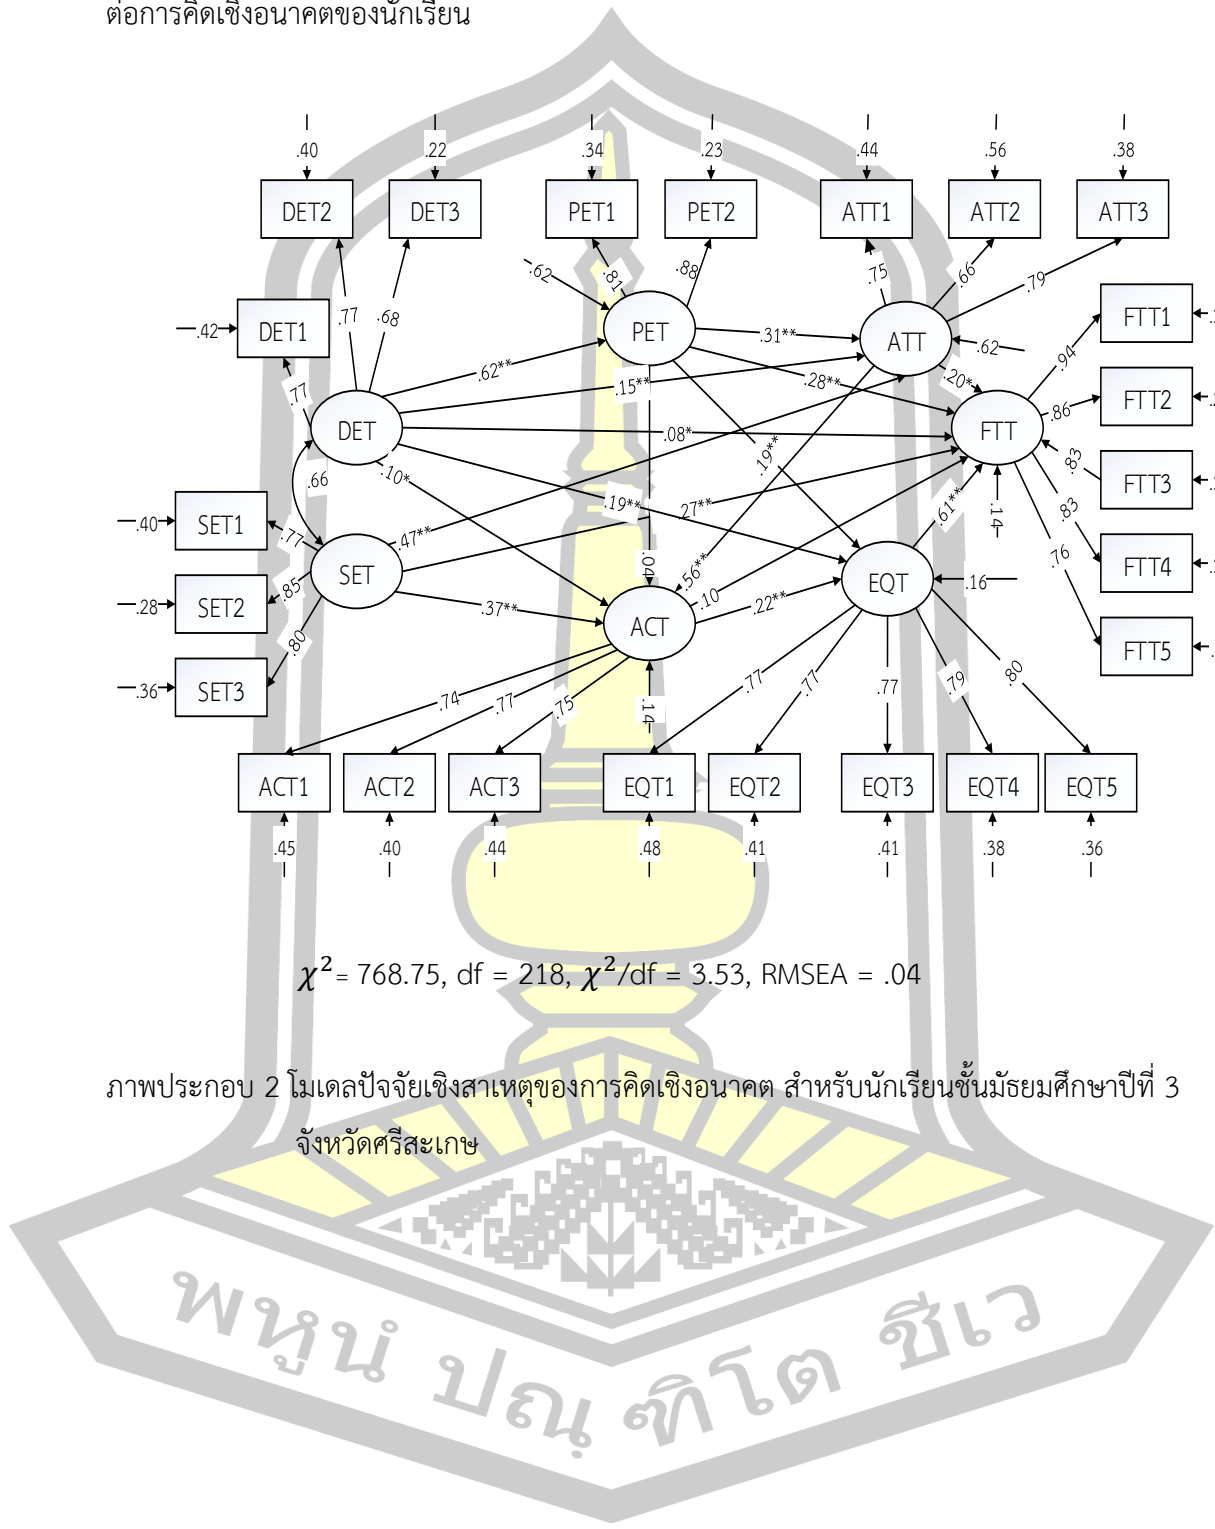 ต่อการคิดเชิงอนาคตของนักเรียน
.40 .22 .34 .23 .44 .56 .38
DET2 DET3 PET1 PET2 ATT1 ATT2 ATT3
.62 .81 .88 .75 .66 .79
.42 DET1 .77 .68 PET .31** ATT .62 .94 FTT1
.77 .62** .15** .28** .20* .86 FTT2
DET .08* FTT
.66 .10* .19** .83 FTT3
.40 SET1 .77 .47** .19** .27** .61** .14 .83
.28 SET2 .85 SET .04 .56** EQT .16 .76 FTT4
.37** ACT .10 .22**
.36 SET3 .80 FTT5
.74 .77 .75 .14 .77 .77 .77 .79 .80
ACT1 ACT2 ACT3 EQT1 EQT2 EQT3 EQT4 EQT5
.45 .40 .44 .48 .41 .41 .38 .36
χ² = 768.75, df = 218, χ²/df = 3.53, RMSEA = .04
ภาพประกอบ 2 โมเดลปัจจัยเชิงสาเหตุของการคิดเชิงอนาคต สำหรับนักเรียนชั้นมัธยมศึกษาปีที่ 3
จังหวัดศรีสะเกษ
พหูนํ ปณฺฑิโต ชีเว